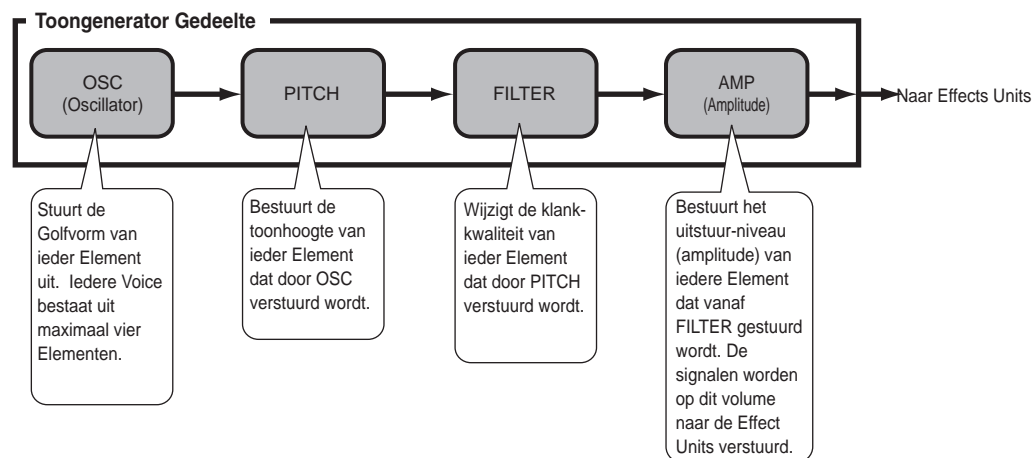 Toongenerator Gedeelte
OSC
(Oscillator)
PITCH
FILTER
AMP
(Amplitude)
Naar Effects Units
Stuurt de
Golfvorm van
ieder Element
uit. Iedere Voice
bestaat uit
maximaal vier
Elementen.
Bestuurt de
toonhoogte van
ieder Element
dat door OSC
verstuurd wordt.
Wijzigt de klank-
kwaliteit van
ieder Element
dat door PITCH
verstuurd wordt.
Bestuurt het
uitstuur-niveau
(amplitude) van
iedere Element
dat vanaf
FILTER gestuurd
wordt. De
signalen worden
op dit volume
naar de Effect
Units verstuurd.